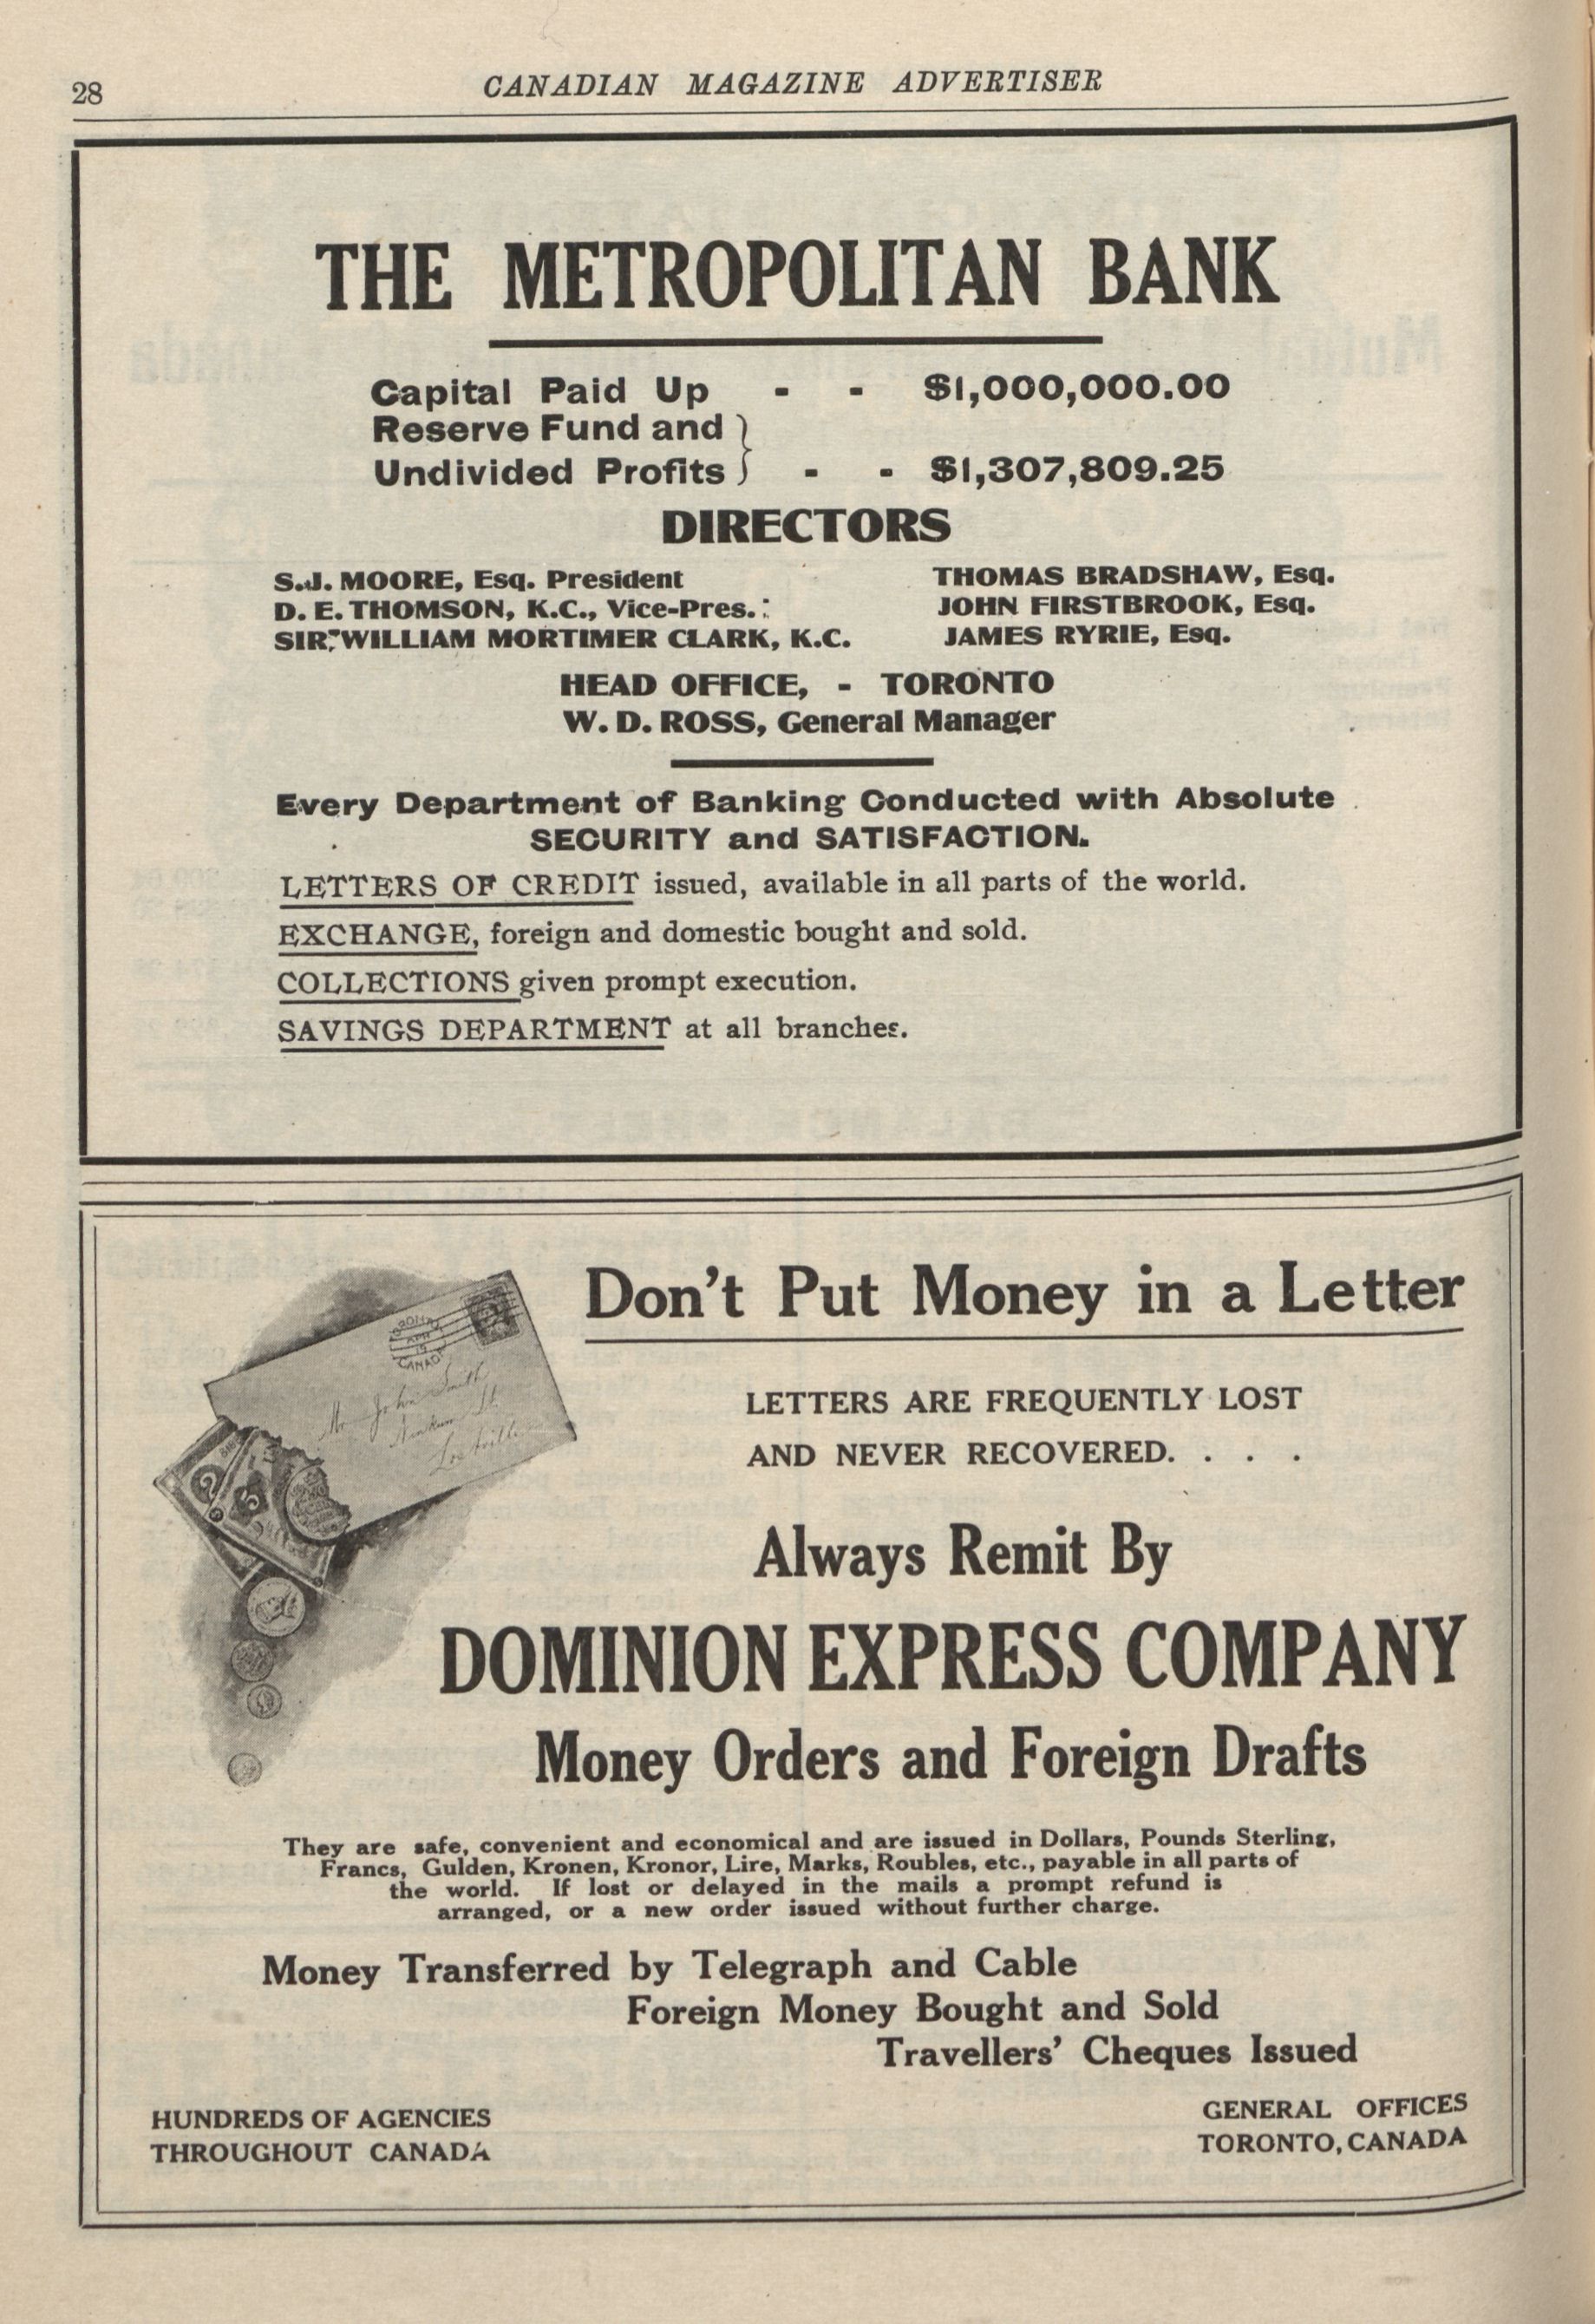 28
CANADIAN MAGAZINE ADVERTISER
THE METROPOLITAN BANK
Capital Paid Up - - $1,000,000.00
Reserve Fund and }
Undivided Profits } - - $1,307,809.25
DIRECTORS
S. J. MOORE, Esq. President
D. E. THOMSON, K.C., Vice-Pres.
SIR WILLIAM MORTIMER CLARK, K.C.
THOMAS BRADSHAW, Esq.
JOHN FIRSTBROOK, Esq.
JAMES RYRIE, Esq.
HEAD OFFICE, - TORONTO
W. D. ROSS, General Manager
Every Department of Banking Conducted with Absolute
SECURITY and SATISFACTION.
LETTERS OF CREDIT issued, available in all parts of the world.
EXCHANGE, foreign and domestic bought and sold.
COLLECTIONS given prompt execution.
SAVINGS DEPARTMENT at all branches.
Don't Put Money in a Letter
CANADA
Mr John Smith
2
5
LETTERS ARE FREQUENTLY LOST
AND NEVER RECOVERED. . . .
Always Remit By
DOMINION EXPRESS COMPANY
Money Orders and Foreign Drafts
They are safe, convenient and economical and are issued in Dollars, Pounds Sterling,
Francs, Gulden, Kronen, Kronor, Lire, Marks, Roubles, etc., payable in all parts of
the world. If lost or delayed in the mails a prompt refund is
arranged, or a new order issued without further charge.
Money Transferred by Telegraph and Cable
Foreign Money Bought and Sold
Travellers' Cheques Issued
HUNDREDS OF AGENCIES
THROUGHOUT CANADA
GENERAL OFFICES
TORONTO, CANADA